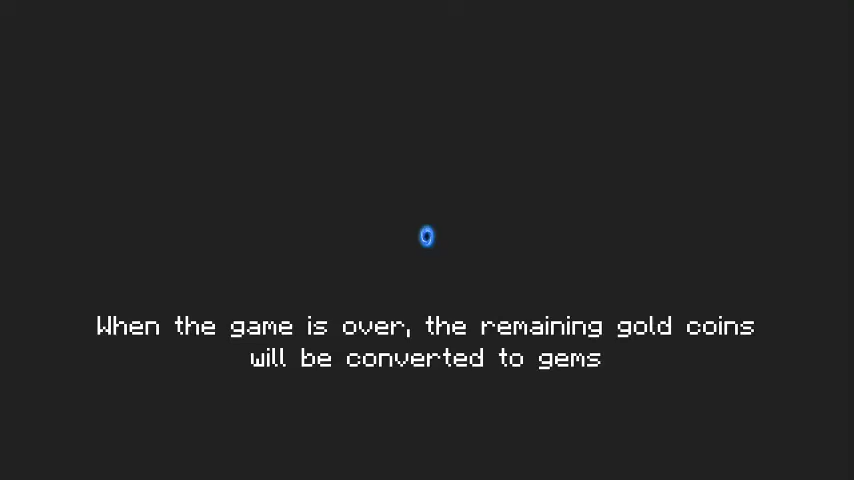 When the game is over, the remaining gold coins
will be converted to gems